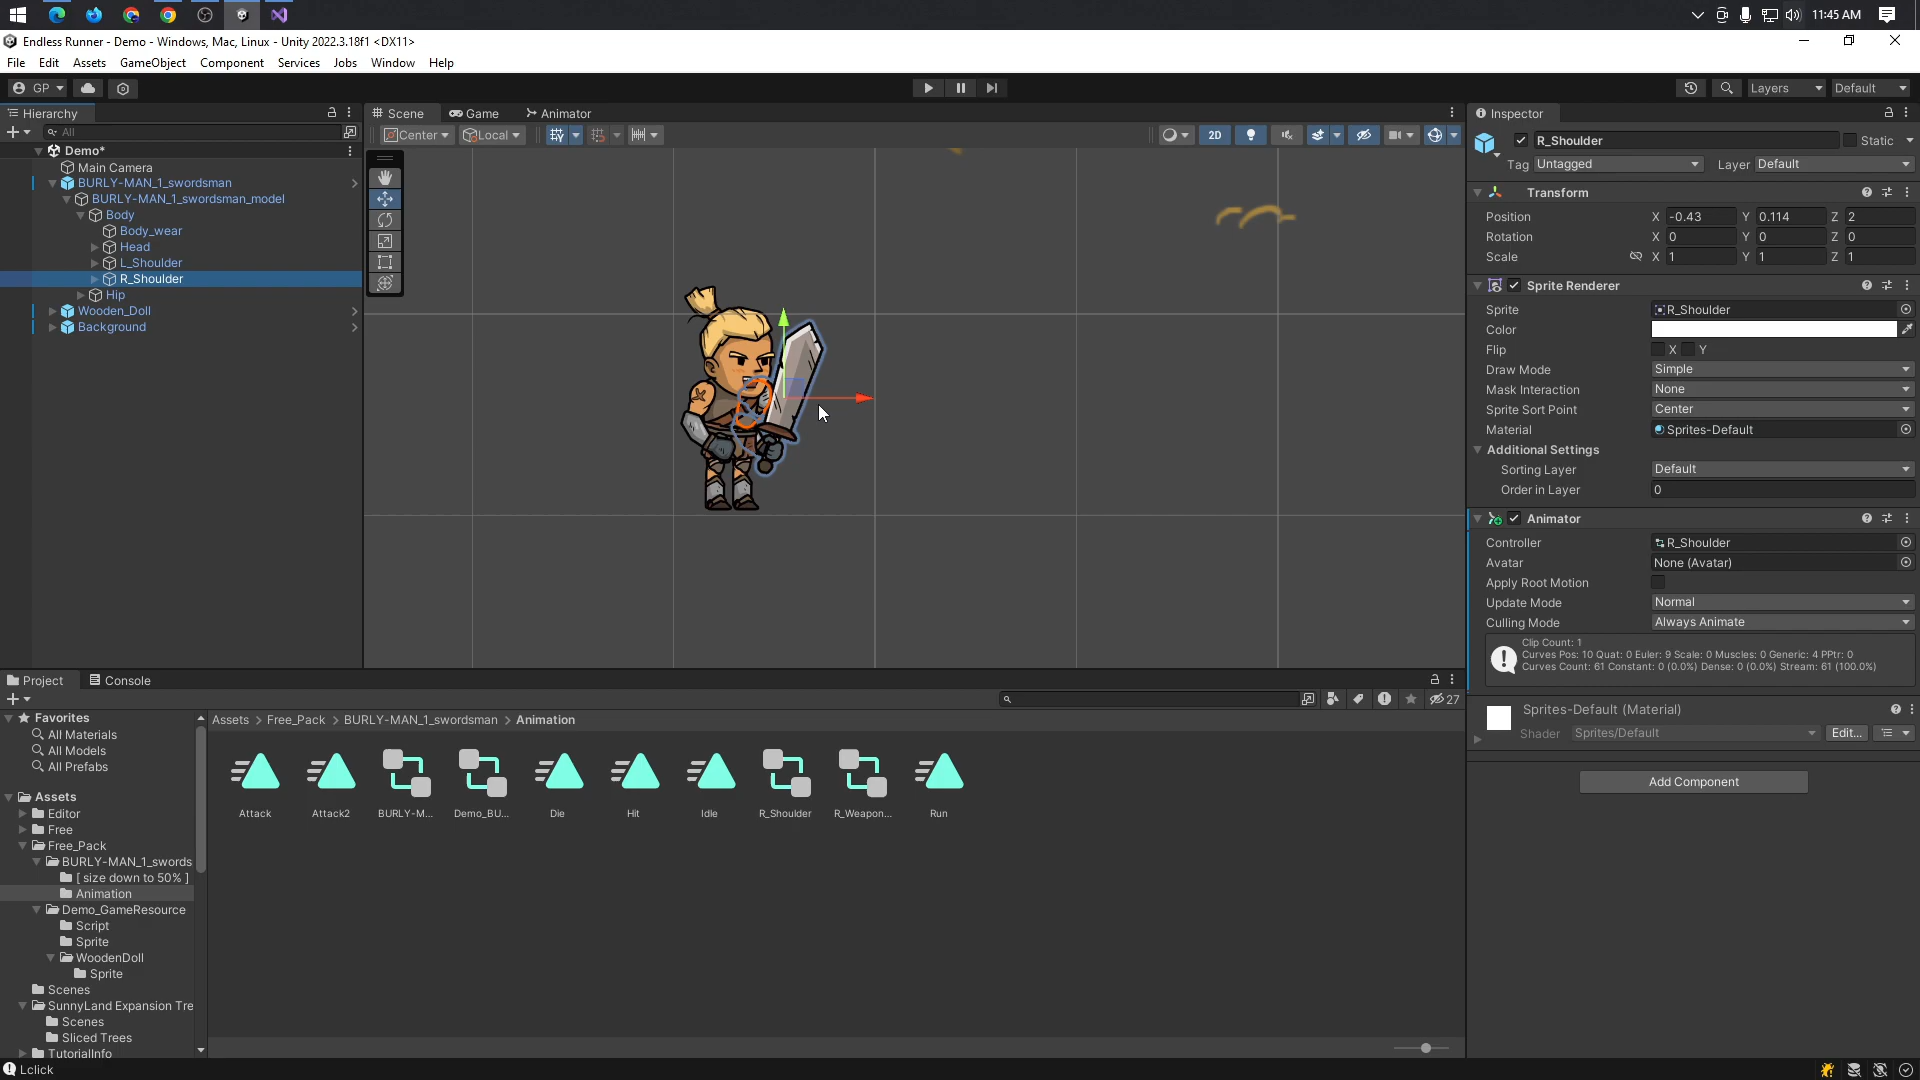 11:45 AM
Endless Runner - Demo - Windows, Mac, Linux - Unity 2022.3.18f1 <DX11>
File Edit Assets GameObject Component Services Jobs Window Help
GP Layers Default
Hierarchy
All
Demo*
Main Camera
BURLY-MAN_1_swordsman
BURLY-MAN_1_swordsman_model
Body
Body_wear
Head
L_Shoulder
R_Shoulder
Hip
Wooden_Doll
Background
Scene Game Animator
Center Local 2D
Inspector
R_Shoulder Static
Tag Untagged Layer Default
Transform
Position X -0.43 Y 0.114 Z 2
Rotation X 0 Y 0 Z 0
Scale X 1 Y 1 Z 1
Sprite Renderer
Sprite R_Shoulder
Color
Flip X Y
Draw Mode Simple
Mask Interaction None
Sprite Sort Point Center
Material Sprites-Default
Additional Settings
Sorting Layer Default
Order in Layer 0
Animator
Controller R_Shoulder
Avatar None (Avatar)
Apply Root Motion
Update Mode Normal
Culling Mode Always Animate
Clip Count: 1
Curves Pos: 10 Quat: 0 Euler: 9 Scale: 0 Muscles: 0 Generic: 4 PPtr: 0
Curves Count: 61 Constant: 0 (0.0%) Dense: 0 (0.0%) Stream: 61 (100.0%)
Sprites-Default (Material)
Shader Sprites/Default Edit...
Add Component
Project Console
27
Favorites
All Materials
All Models
All Prefabs
Assets
Editor
Free
Free_Pack
BURLY-MAN_1_swords
[ size down to 50% ]
Animation
Demo_GameResource
Script
Sprite
WoodenDoll
Sprite
Scenes
SunnyLand Expansion Tre
Scenes
Sliced Trees
TutorialInfo
Assets > Free_Pack > BURLY-MAN_1_swordsman > Animation
Attack Attack2 BURLY-M... Demo_BU... Die Hit Idle R_Shoulder R_Weapon... Run
Lclick